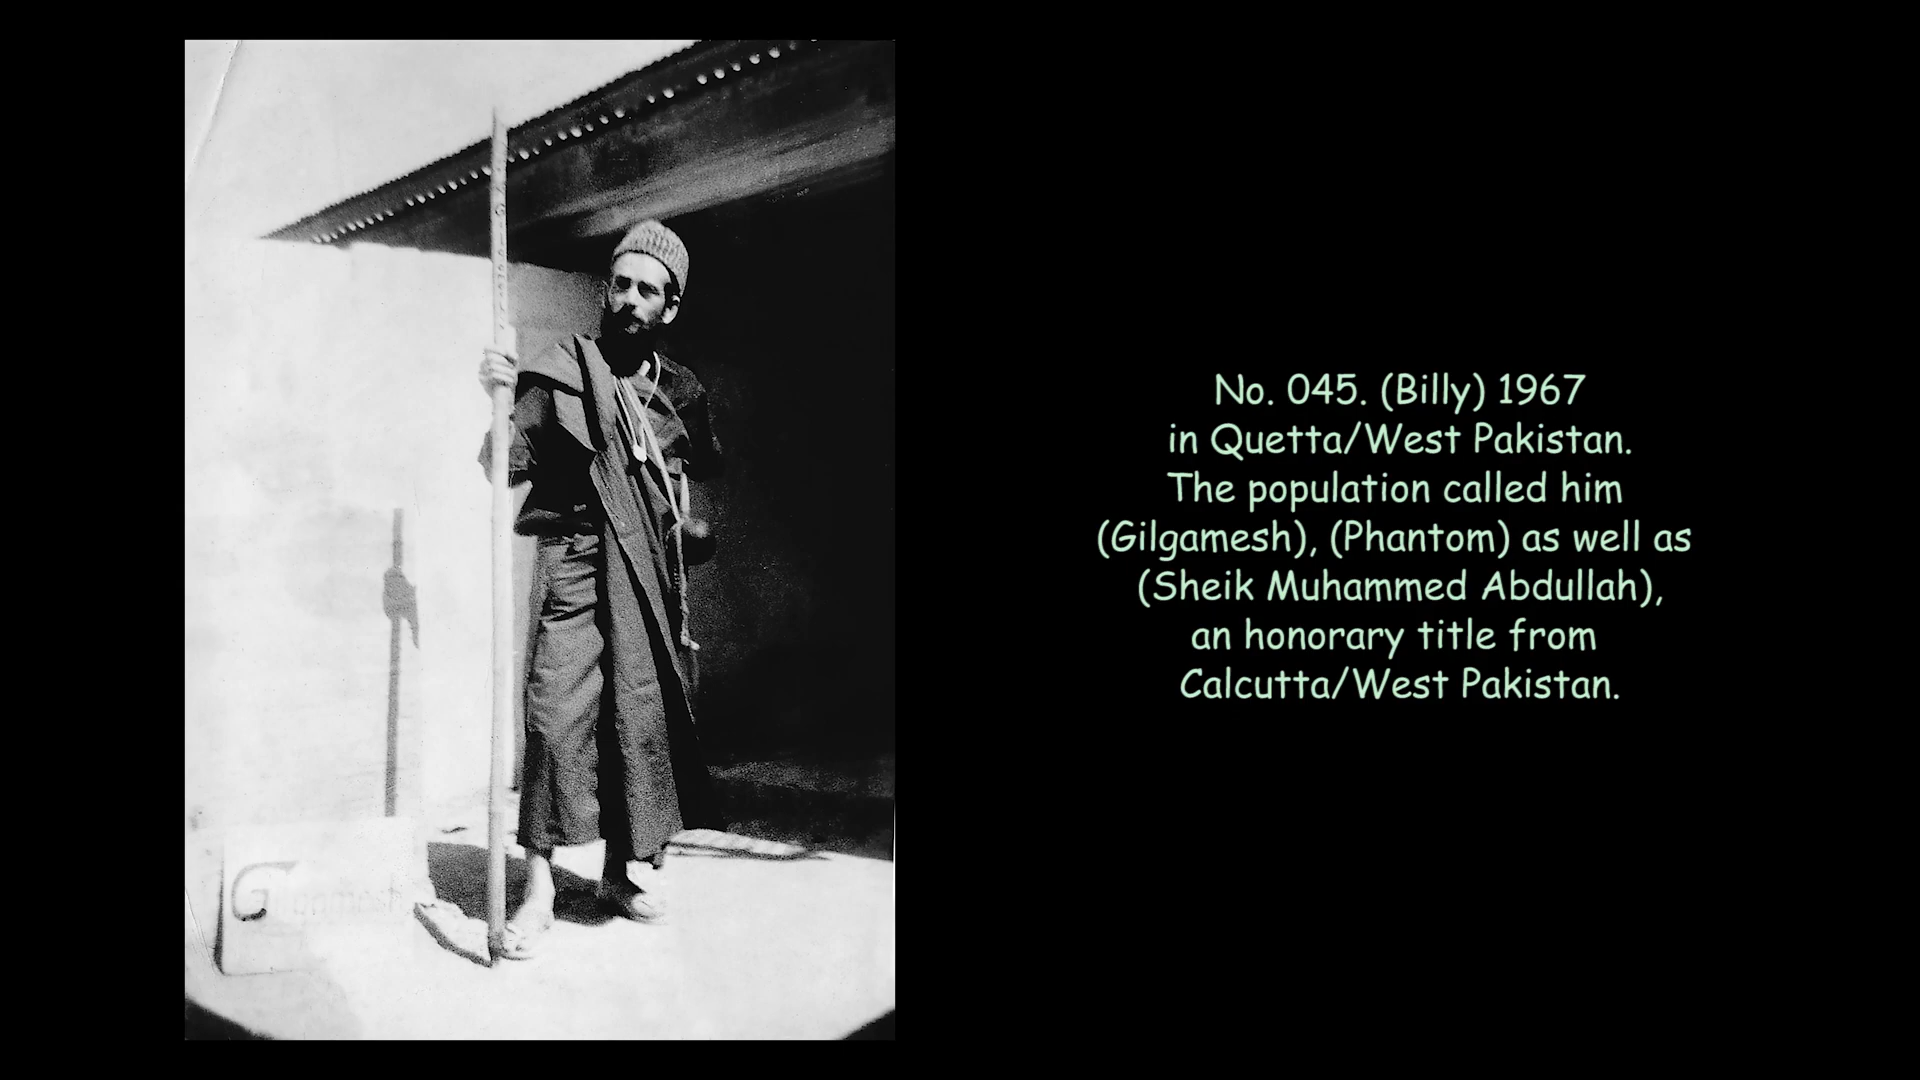 No. 045. (Billy) 1967
in Quetta/West Pakistan.
The population called him
(Gilgamesh), (Phantom) as well as
(Sheik Muhammed Abdullah),
an honorary title from
Calcutta/West Pakistan.
Gilgamesh